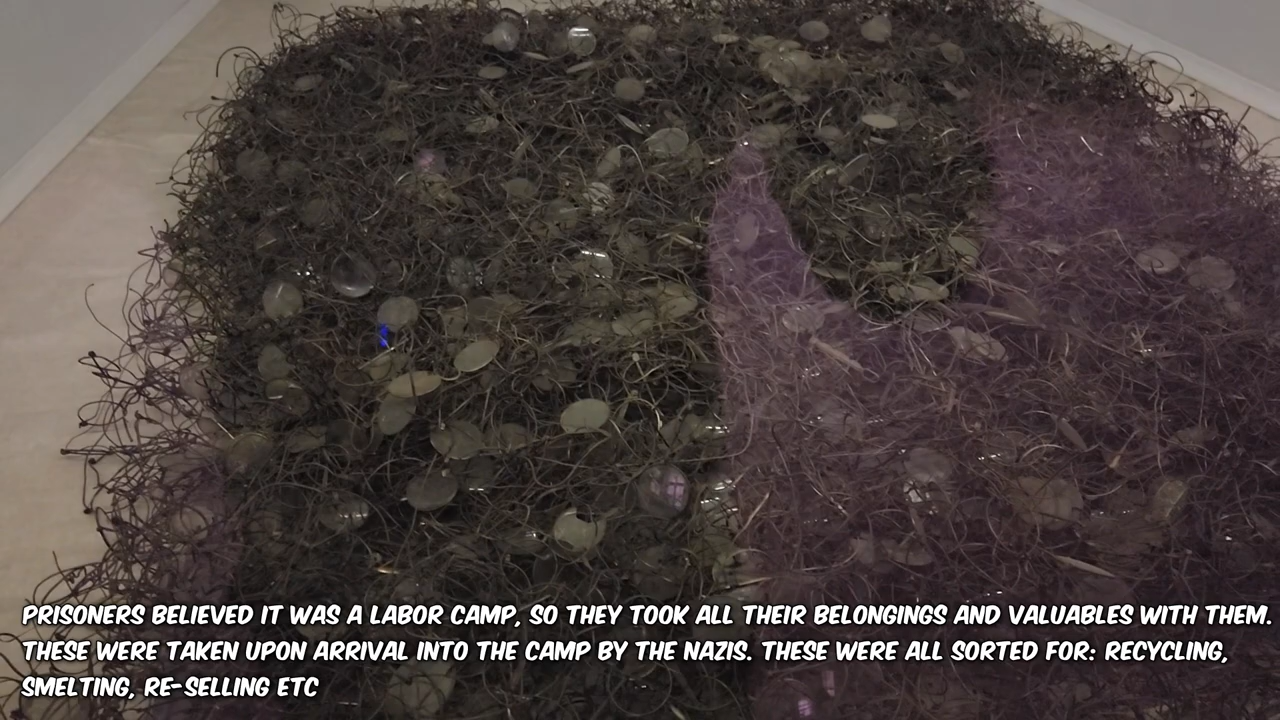 PRISONERS BELIEVED IT WAS A LABOR CAMP, SO THEY TOOK ALL THEIR BELONGINGS AND VALUABLES WITH THEM.
THESE WERE TAKEN UPON ARRIVAL INTO THE CAMP BY THE NAZIS. THESE WERE ALL SORTED FOR: RECYCLING,
SMELTING, RE-SELLING ETC